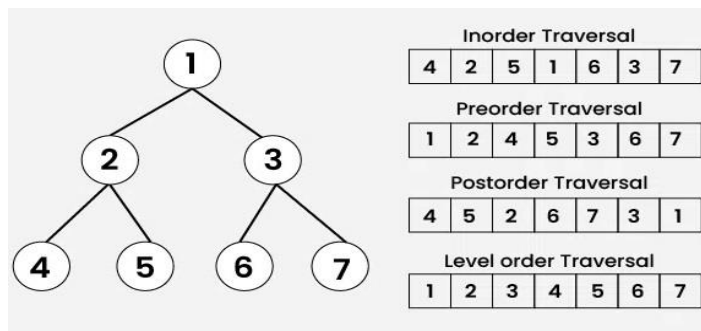 1
2 3
4 5 6 7
Inorder Traversal
4 2 5 1 6 3 7
Preorder Traversal
1 2 4 5 3 6 7
Postorder Traversal
4 5 2 6 7 3 1
Level order Traversal
1 2 3 4 5 6 7